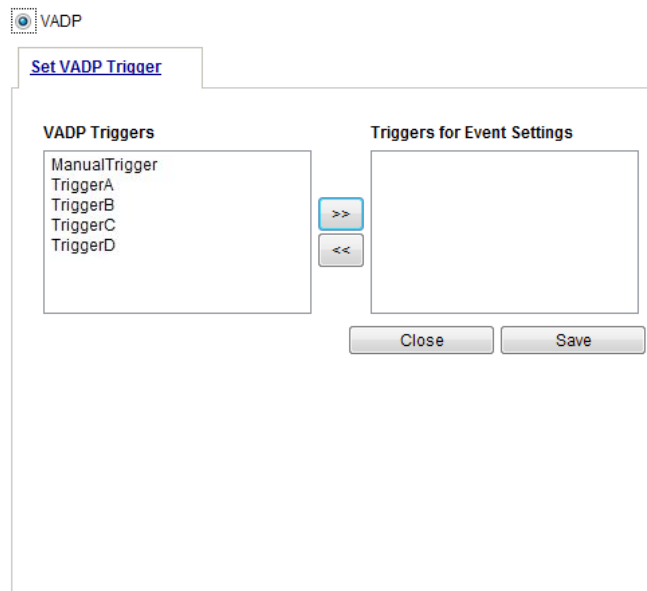 VADP
Set VADP Trigger
VADP Triggers
Triggers for Event Settings
ManualTrigger
TriggerA
TriggerB
TriggerC
TriggerD
>>
<<
Close
Save